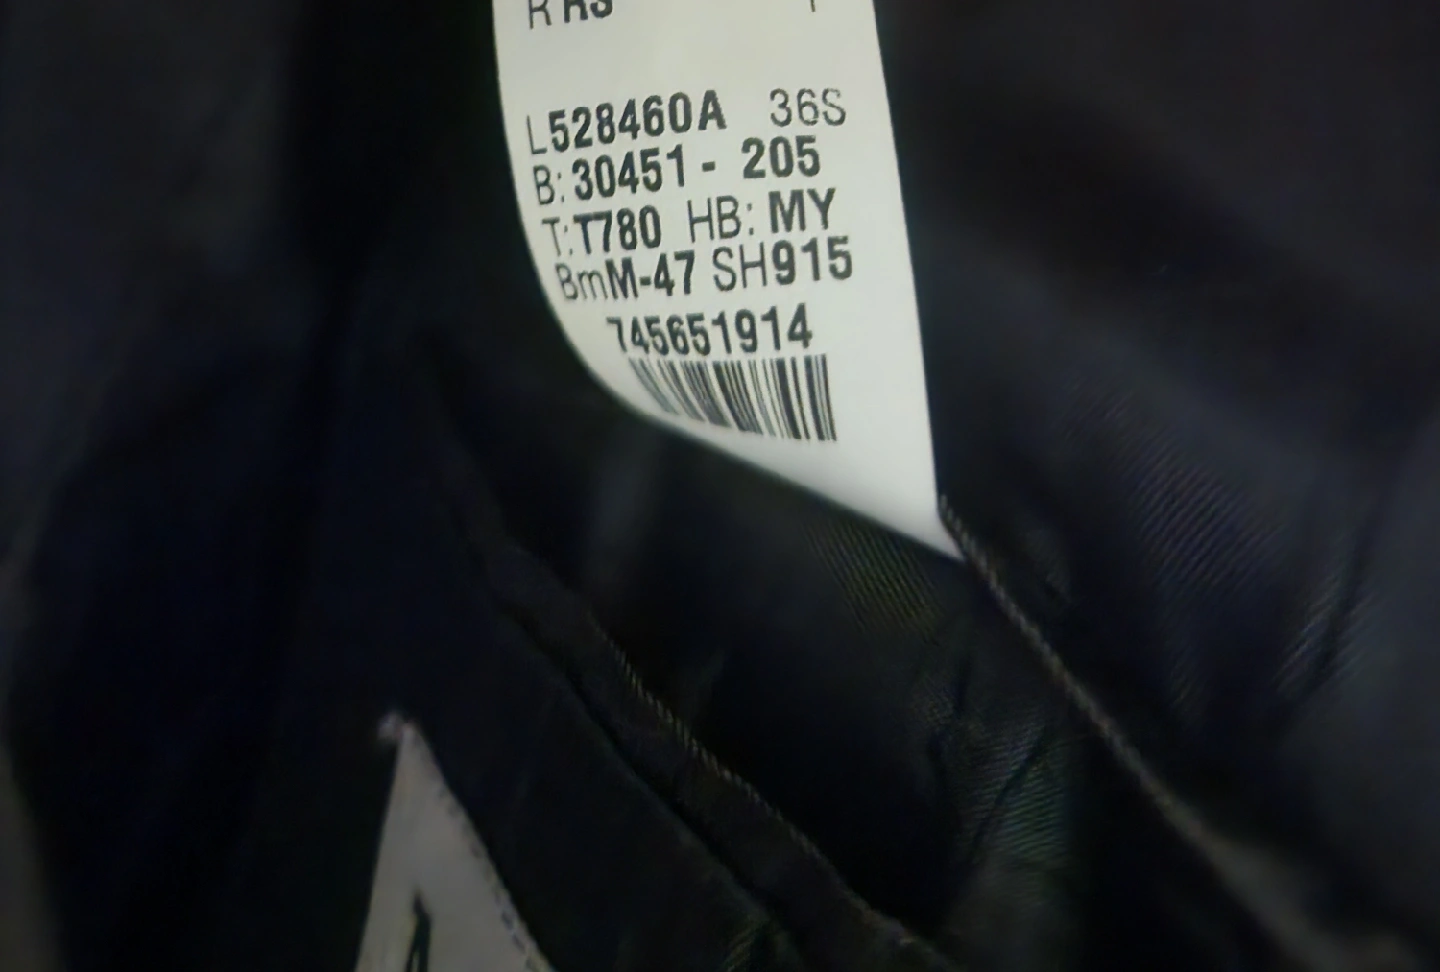 L528460A 36S
B: 30451 - 205
T: T780 HB: MY
BmM-47 SH915
745651914